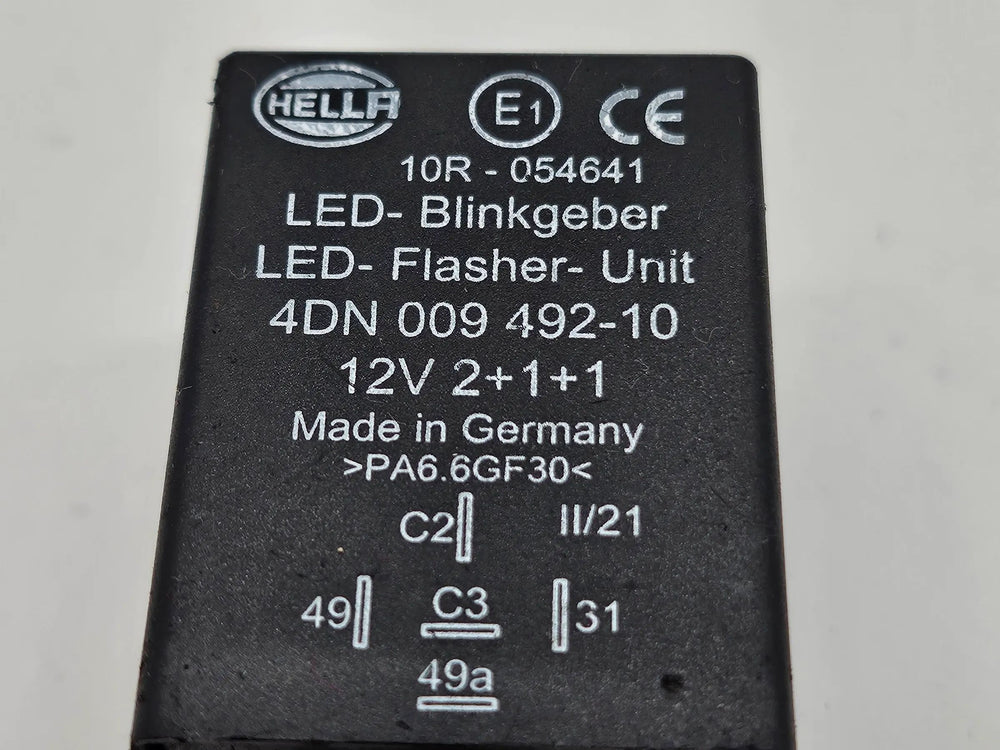 HELLA E1 CE
10R - 054641
LED- Blinkgeber
LED- Flasher- Unit
4DN 009 492-10
12V 2+1+1
Made in Germany
>PA6.6GF30<
C2 II/21
49 C3 31
49a